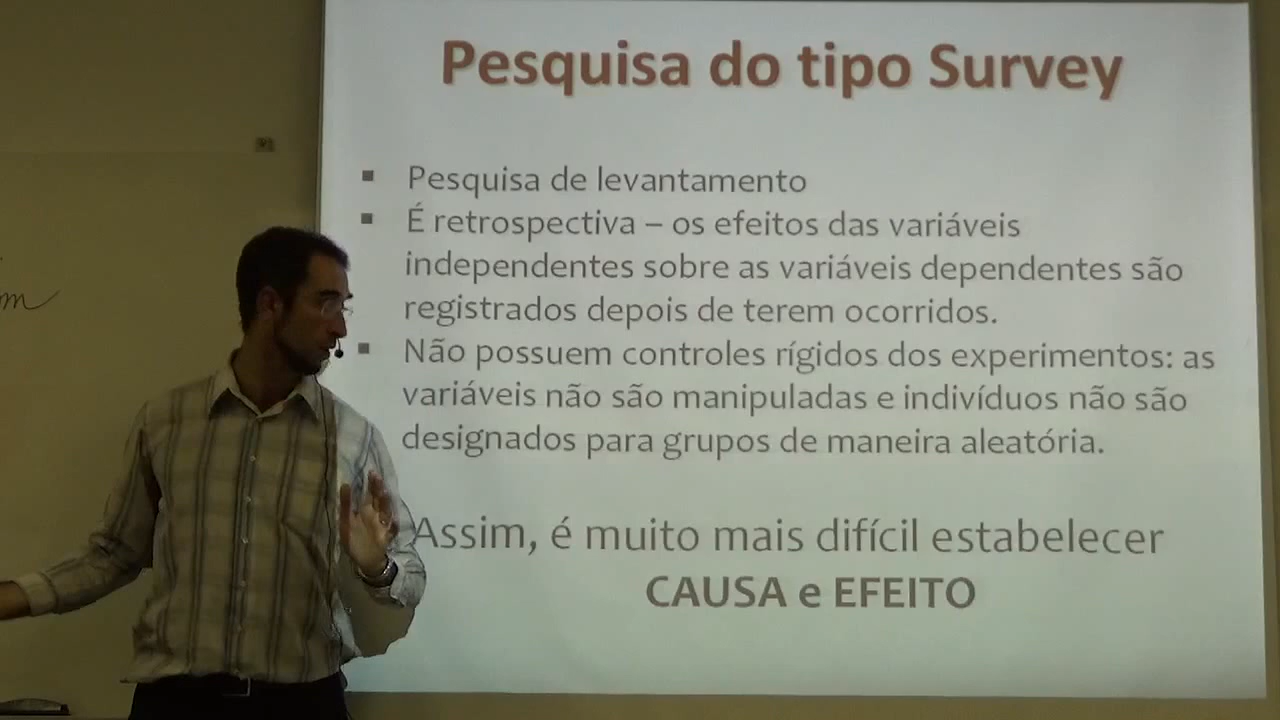 Pesquisa do tipo Survey
▪ Pesquisa de levantamento
▪ É retrospectiva – os efeitos das variáveis
independentes sobre as variáveis dependentes são
registrados depois de terem ocorridos.
▪ Não possuem controles rígidos dos experimentos: as
variáveis não são manipuladas e indivíduos não são
designados para grupos de maneira aleatória.
Assim, é muito mais difícil estabelecer
CAUSA e EFEITO